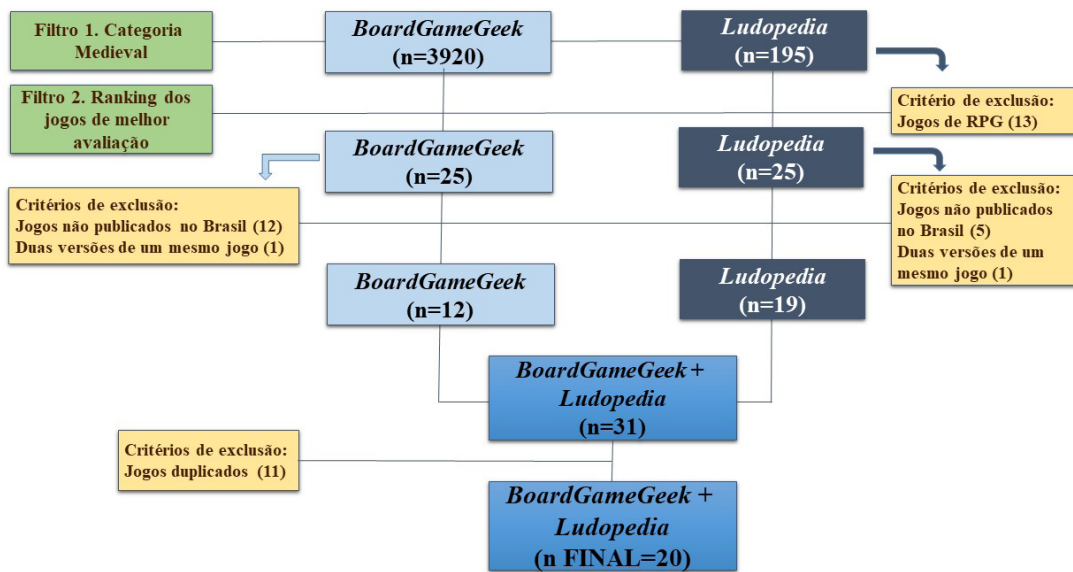 Filtro 1. Categoria
Medieval
BoardGameGeek
(n=3920)
Ludopedia
(n=195)
Filtro 2. Ranking dos
jogos de melhor
avaliação
Critério de exclusão:
Jogos de RPG (13)
BoardGameGeek
(n=25)
Ludopedia
(n=25)
Critérios de exclusão:
Jogos não publicados no Brasil (12)
Duas versões de um mesmo jogo (1)
Critérios de exclusão:
Jogos não publicados
no Brasil (5)
Duas versões de um
mesmo jogo (1)
BoardGameGeek
(n=12)
Ludopedia
(n=19)
BoardGameGeek +
Ludopedia
(n=31)
Critérios de exclusão:
Jogos duplicados (11)
BoardGameGeek +
Ludopedia
(n FINAL=20)